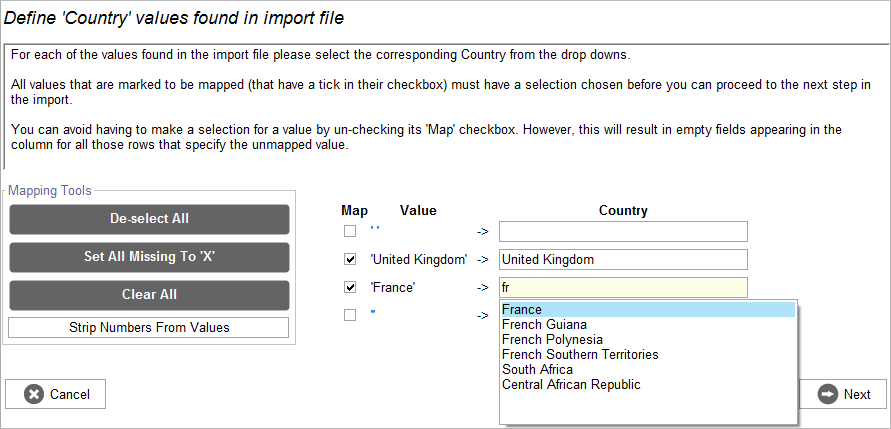 Define 'Country' values found in import file
For each of the values found in the import file please select the corresponding Country from the drop downs.
All values that are marked to be mapped (that have a tick in their checkbox) must have a selection chosen before you can proceed to the next step in
the import.
You can avoid having to make a selection for a value by un-checking its 'Map' checkbox. However, this will result in empty fields appearing in the
column for all those rows that specify the unmapped value.
Mapping Tools
De-select All
Set All Missing To 'X'
Clear All
Strip Numbers From Values
Map Value Country
' ' ->
'United Kingdom' -> United Kingdom
'France' -> fr
'' ->
France
French Guiana
French Polynesia
French Southern Territories
South Africa
Central African Republic
Cancel
Next